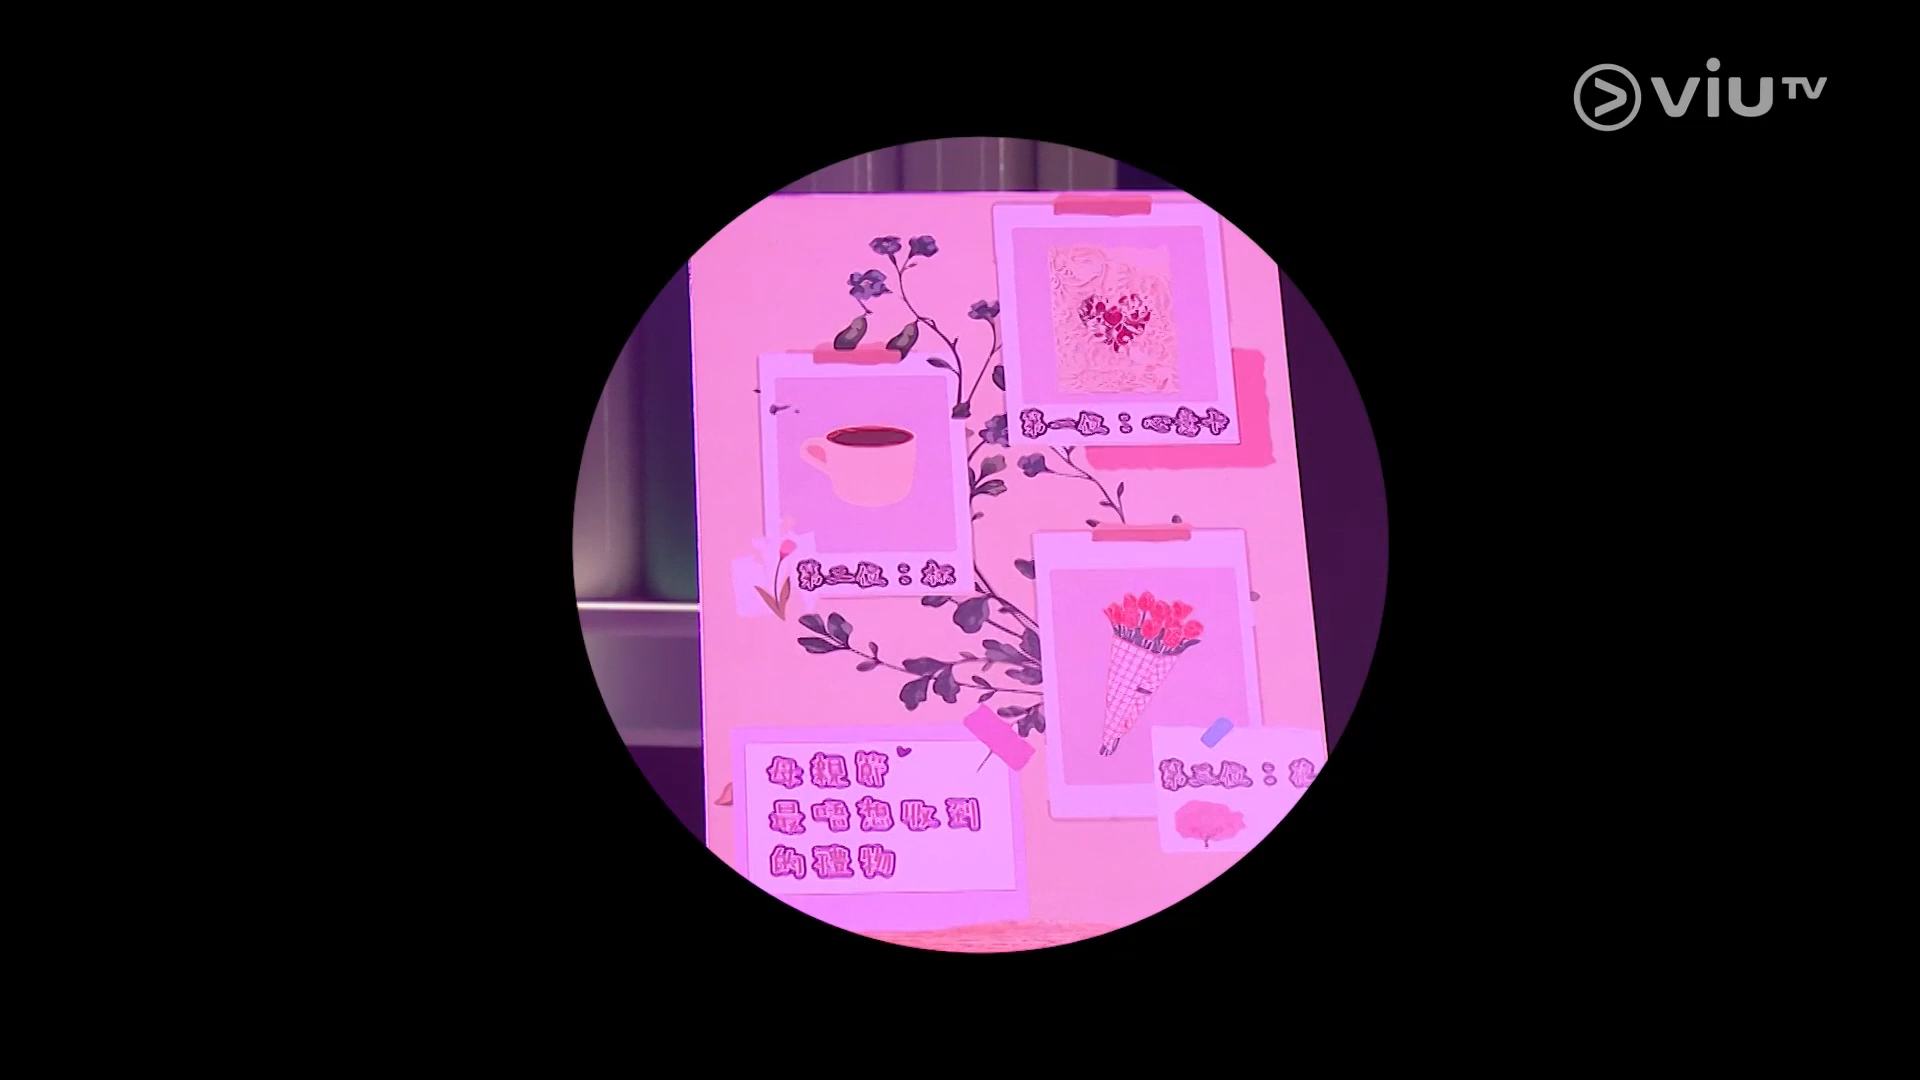 viuTV
第一位：心意卡
第二位：杯
母親節
最唔想收到
的禮物
第三位：